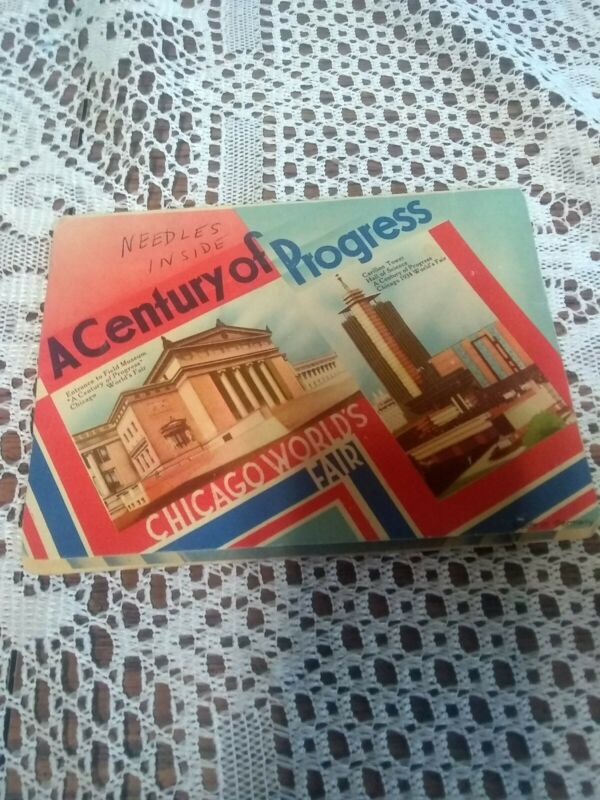 NEEDLES
INSIDE
A Century of Progress
Entrance to Field Museum
"A Century of Progress"
Chicago World's Fair
Carillon Tower
Hall of Science
A Century of Progress
Chicago 1934 World's Fair
CHICAGO WORLD'S
FAIR